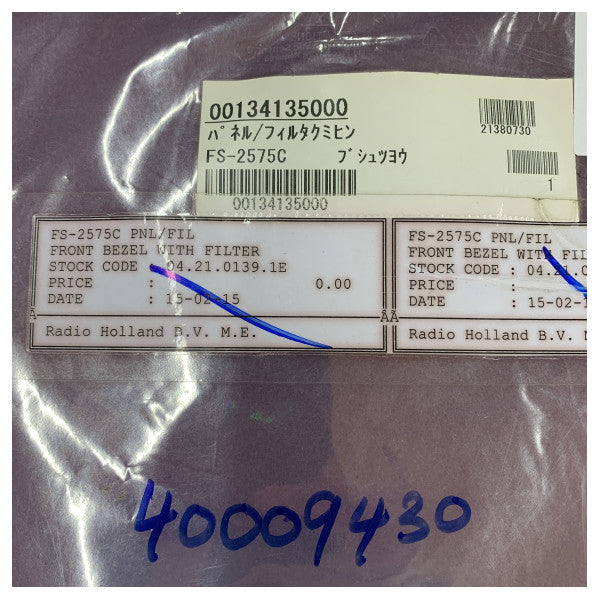 00134135000
ﾊﾟﾈﾙ/ﾌｨﾙﾀｸﾐﾋﾝ
FS-2575C ﾌﾞｼｭﾂﾖｳ
21380730
1
00134135000
FS-2575C PNL/FIL
FRONT BEZEL WITH FILTER
STOCK CODE : 04.21.0139.1E
PRICE : 0.00
DATE : 15-02-15
Radio Holland B.V. M.E.
FS-2575C PNL/FIL
FRONT BEZEL WITH FIL
STOCK CODE : 04.21.0
PRICE :
DATE : 15-02-1
Radio Holland B.V.
40009430